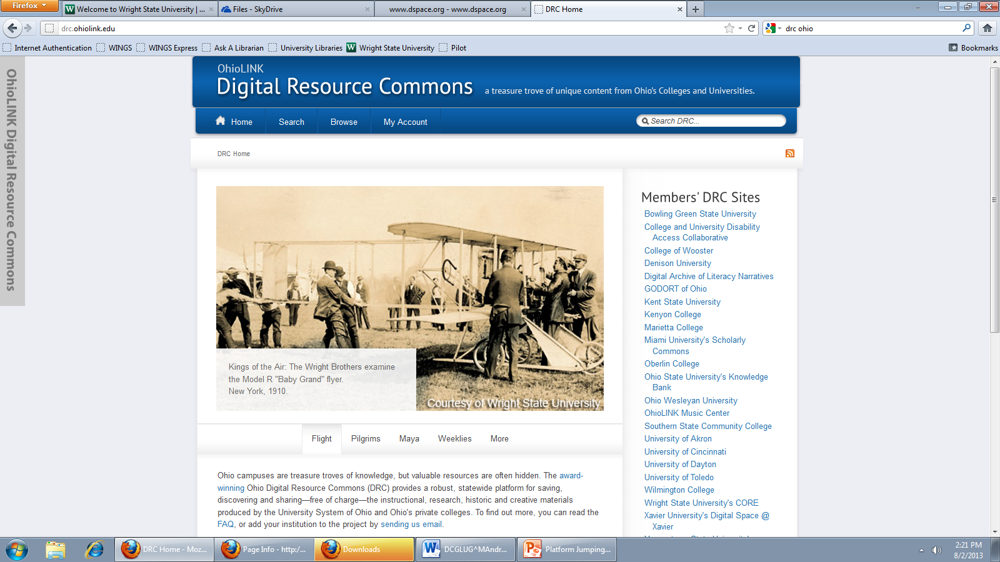 Firefox
Welcome to Wright State University | ...
Files - SkyDrive
www.dspace.org - www.dspace.org
DRC Home
drc.ohiolink.edu
drc ohio
Internet Authentication
WINGS
WINGS Express
Ask A Librarian
University Libraries
Wright State University
Pilot
Bookmarks
OhioLINK Digital Resource Commons
OhioLINK
Digital Resource Commons
a treasure trove of unique content from Ohio's Colleges and Universities.
Home
Search
Browse
My Account
Search DRC...
DRC Home
Kings of the Air: The Wright Brothers examine
the Model R "Baby Grand" flyer.
New York, 1910.
Courtesy of Wright State University
Flight
Pilgrims
Maya
Weeklies
More
Ohio campuses are treasure troves of knowledge, but valuable resources are often hidden. The award-
winning Ohio Digital Resource Commons (DRC) provides a robust, statewide platform for saving,
discovering and sharing—free of charge—the instructional, research, historic and creative materials
produced by the University System of Ohio and Ohio's private colleges. To find out more, you can read the
FAQ, or add your institution to the project by sending us email.
Members' DRC Sites
Bowling Green State University
College and University Disability
Access Collaborative
College of Wooster
Denison University
Digital Archive of Literacy Narratives
GODORT of Ohio
Kent State University
Kenyon College
Marietta College
Miami University's Scholarly
Commons
Oberlin College
Ohio State University's Knowledge
Bank
Ohio Wesleyan University
OhioLINK Music Center
Southern State Community College
University of Akron
University of Cincinnati
University of Dayton
University of Toledo
Wilmington College
Wright State University's CORE
Xavier University's Digital Space @
Xavier
DRC Home - Moz...
Page Info - http:/...
Downloads
DCGLUG^MAndr...
Platform Jumping...
2:21 PM
8/2/2013